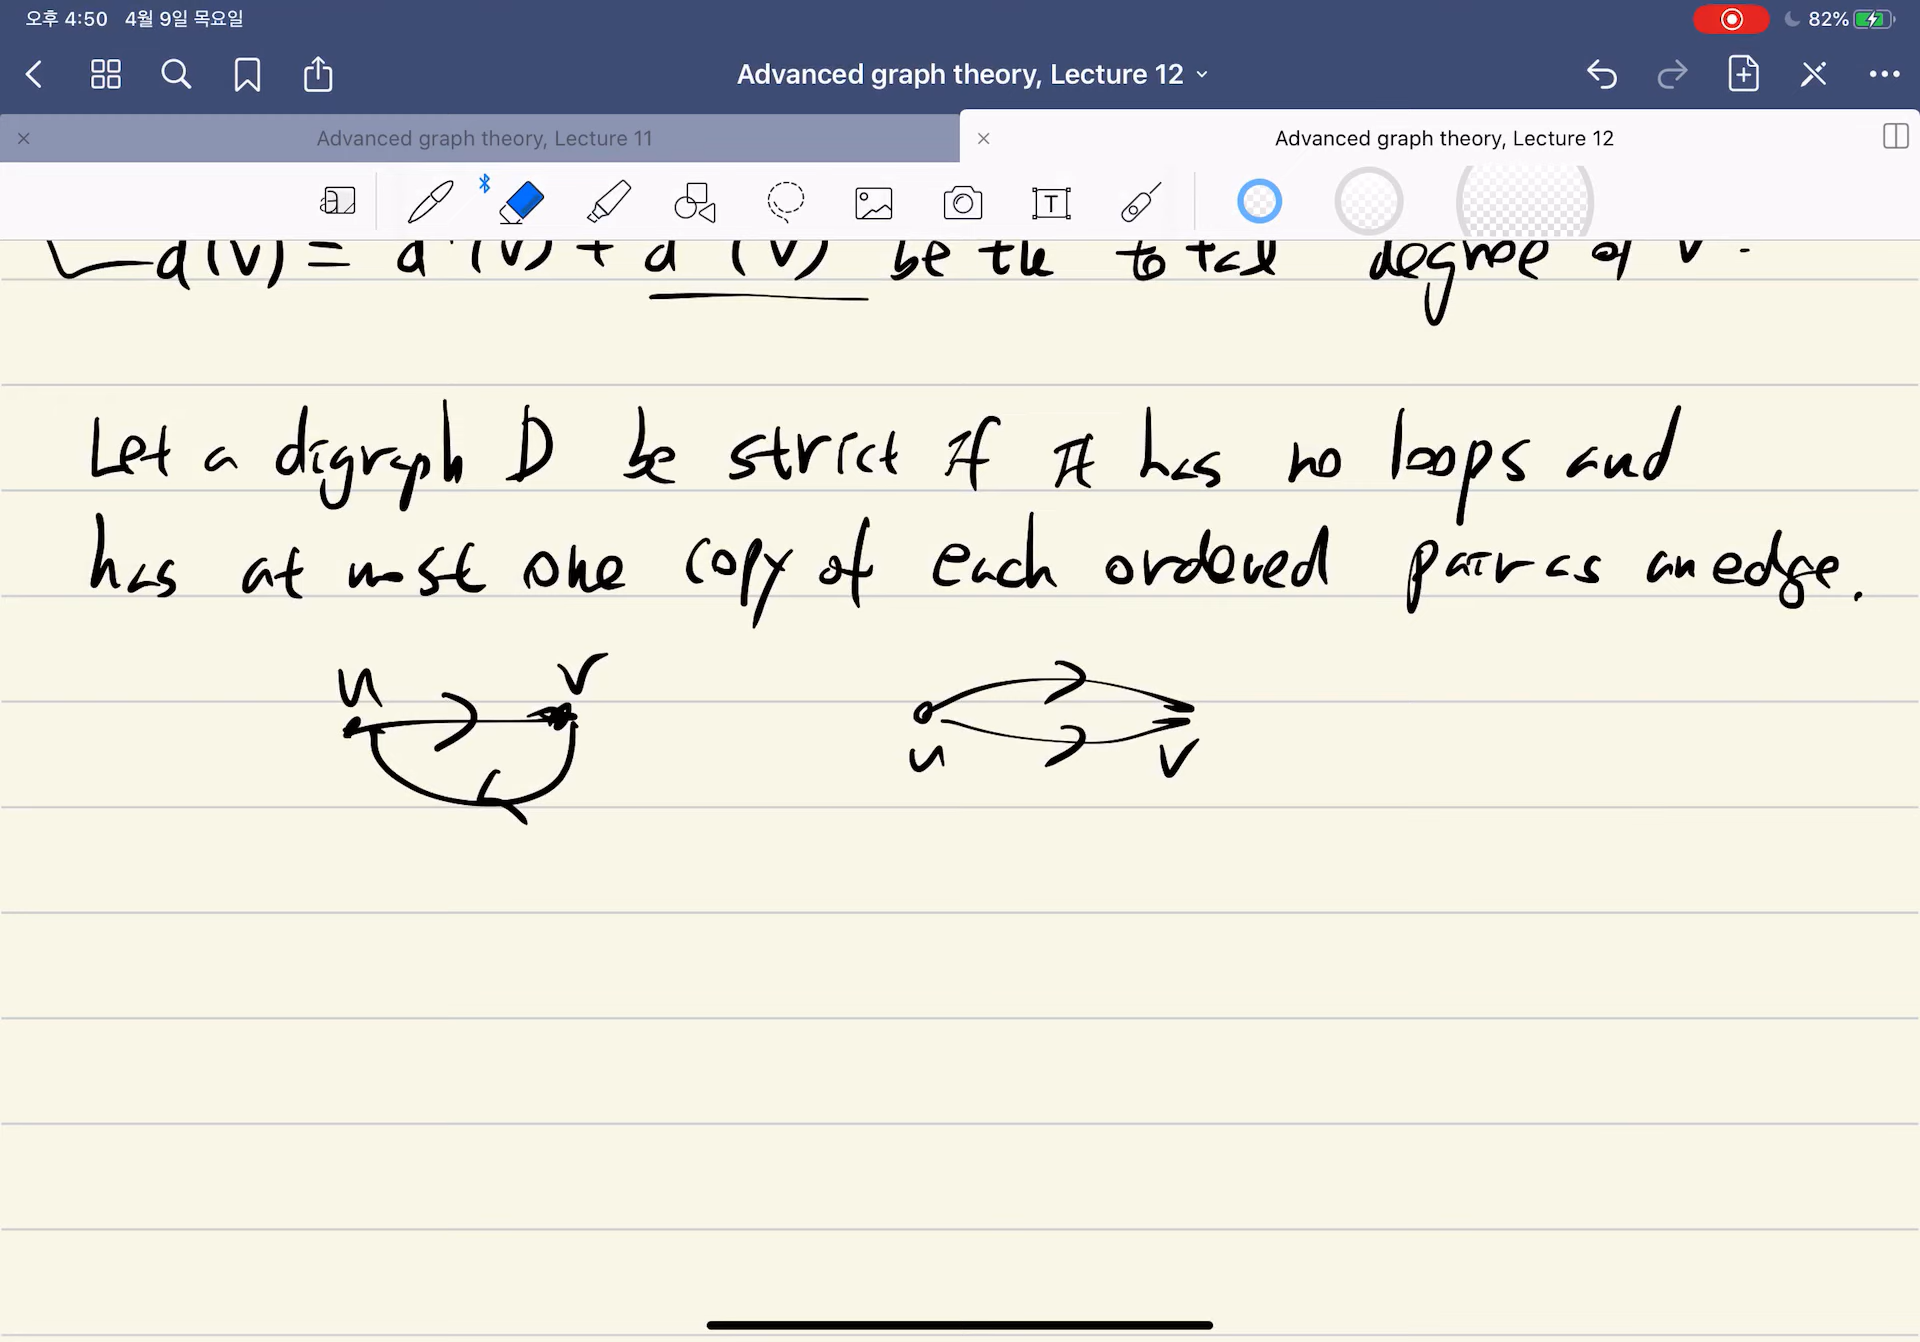 오후 4:50 4월 9일 목요일
82%
Advanced graph theory, Lecture 12
Advanced graph theory, Lecture 11
Advanced graph theory, Lecture 12
a
T
d(v) = d⁺(v) + d⁻(v) be the total degree of v.
Let a digraph D be strict if it has no loops and
has at most one copy of each ordered pair as an edge.
u v
u v